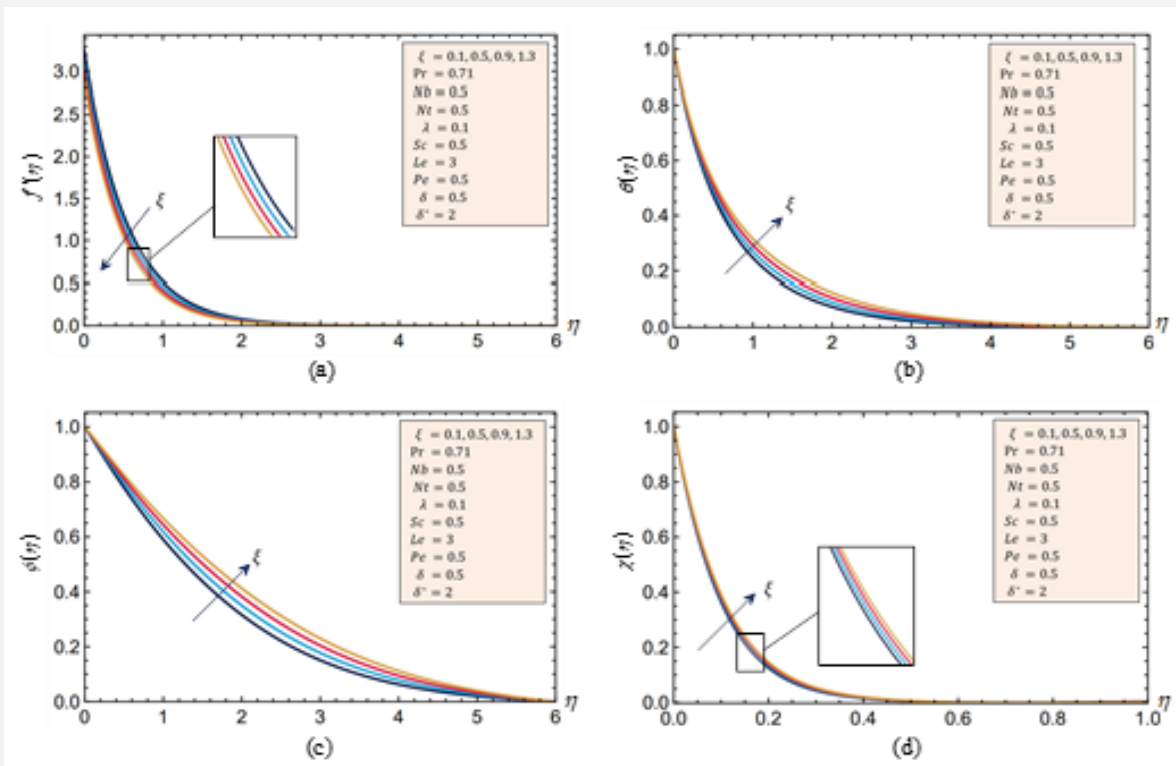 f'(η)
3.0
2.5
2.0
1.5
1.0
0.5
0.0
0
1
2
3
4
5
6
η
ξ
ξ = 0.1, 0.5, 0.9, 1.3
Pr = 0.71
Nb = 0.5
Nt = 0.5
λ = 0.1
Sc = 0.5
Le = 3
Pe = 0.5
δ = 0.5
δ* = 2
(a)
θ(η)
1.0
0.8
0.6
0.4
0.2
0.0
0
1
2
3
4
5
6
η
ξ
ξ = 0.1, 0.5, 0.9, 1.3
Pr = 0.71
Nb = 0.5
Nt = 0.5
λ = 0.1
Sc = 0.5
Le = 3
Pe = 0.5
δ = 0.5
δ* = 2
(b)
ϕ(η)
1.0
0.8
0.6
0.4
0.2
0.0
0
1
2
3
4
5
6
η
ξ
ξ = 0.1, 0.5, 0.9, 1.3
Pr = 0.71
Nb = 0.5
Nt = 0.5
λ = 0.1
Sc = 0.5
Le = 3
Pe = 0.5
δ = 0.5
δ* = 2
(c)
χ(η)
1.0
0.8
0.6
0.4
0.2
0.0
0.0
0.2
0.4
0.6
0.8
1.0
η
ξ
ξ = 0.1, 0.5, 0.9, 1.3
Pr = 0.71
Nb = 0.5
Nt = 0.5
λ = 0.1
Sc = 0.5
Le = 3
Pe = 0.5
δ = 0.5
δ* = 2
(d)